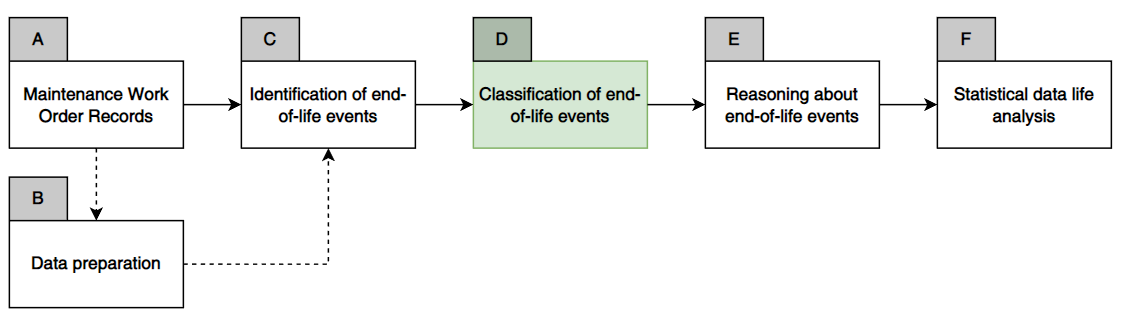 A
Maintenance Work
Order Records
C
Identification of end-
of-life events
D
Classification of end-
of-life events
E
Reasoning about
end-of-life events
F
Statistical data life
analysis
B
Data preparation